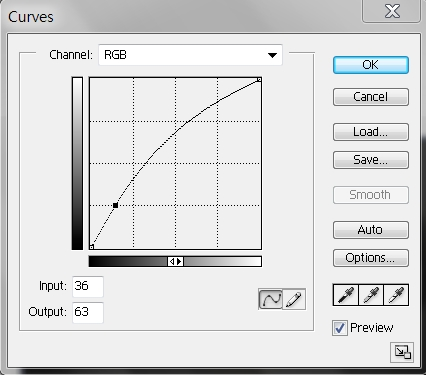 Curves
Channel: RGB
OK
Cancel
Load...
Save...
Smooth
Auto
Options...
Input: 36
Output: 63
Preview